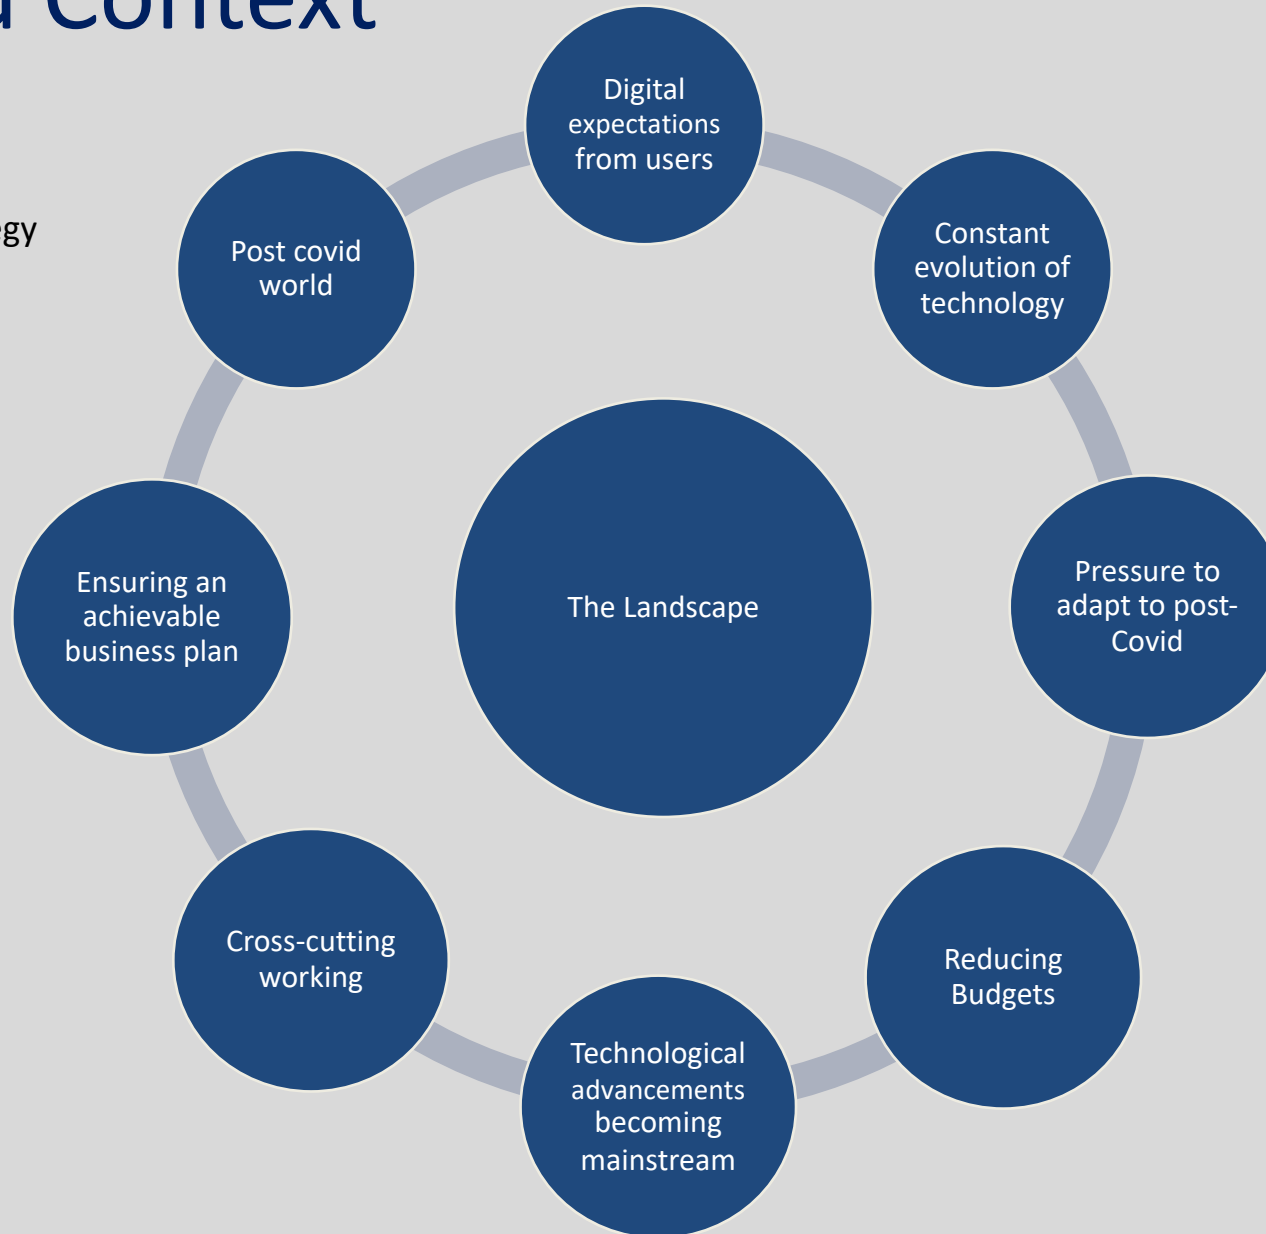 Context
Digital
expectations
from users
Constant
evolution of
technology
Pressure to
adapt to post-
Covid
Reducing
Budgets
Technological
advancements
becoming
mainstream
Cross-cutting
working
Ensuring an
achievable
business plan
Post covid
world
The Landscape